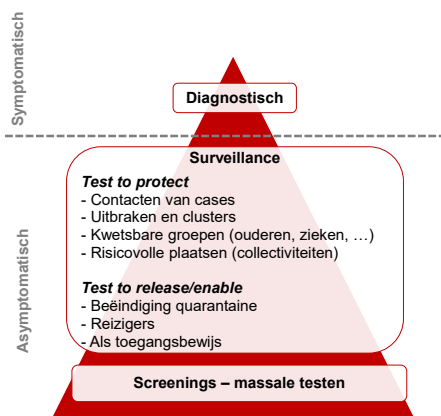 Symptomatisch
Diagnostisch
Asymptomatisch
Surveillance
Test to protect
- Contacten van cases
- Uitbraken en clusters
- Kwetsbare groepen (ouderen, zieken, …)
- Risicovolle plaatsen (collectiviteiten)
Test to release/enable
- Beëindiging quarantaine
- Reizigers
- Als toegangsbewijs
Screenings – massale testen